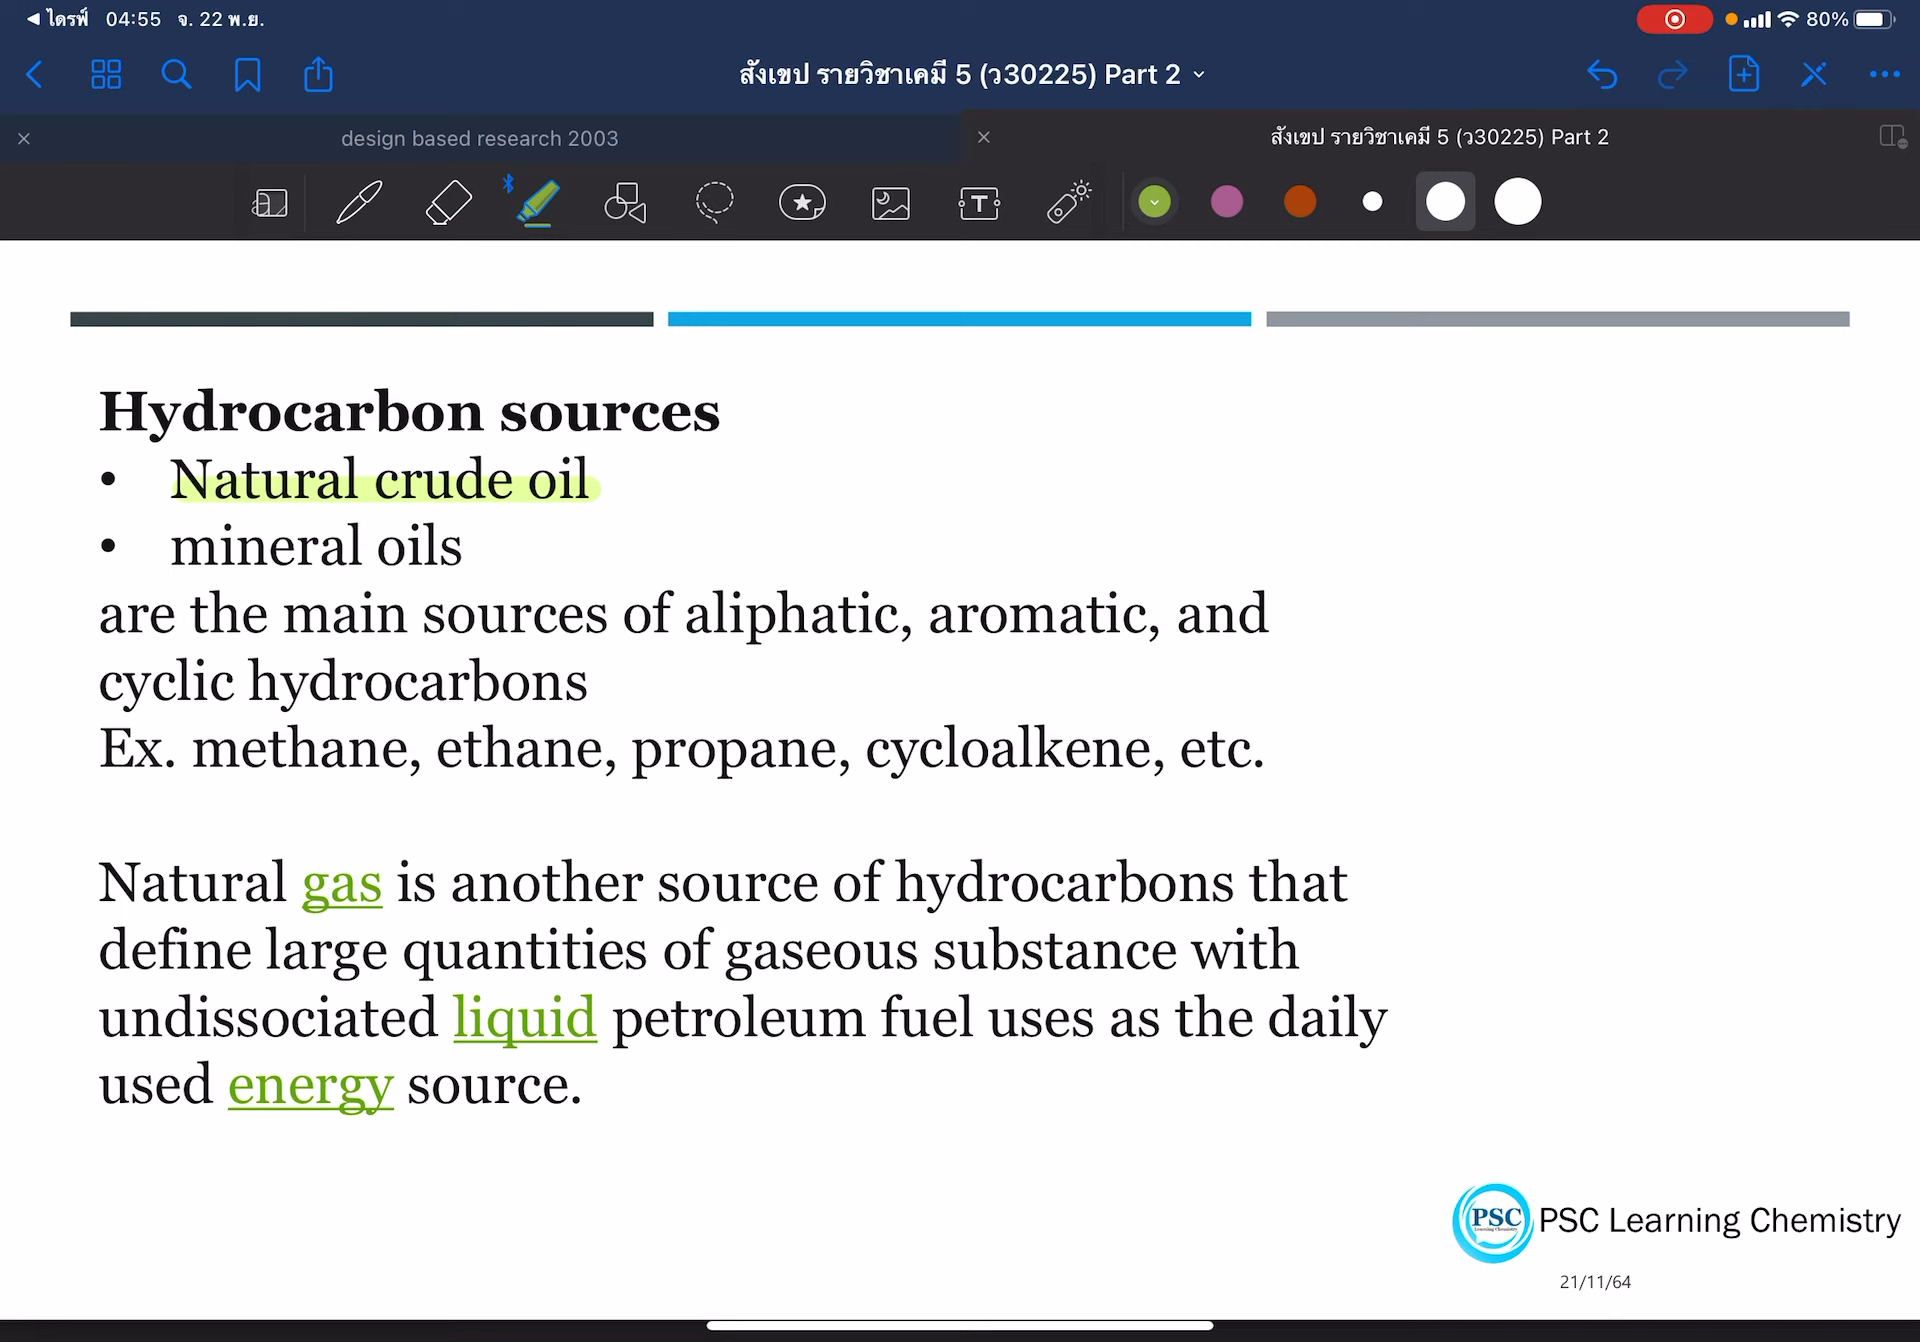 ◀ ไดรฟ์ 04:55 จ. 22 พ.ย. 80%
สังเขป รายวิชาเคมี 5 (ว30225) Part 2
design based research 2003
สังเขป รายวิชาเคมี 5 (ว30225) Part 2
T
Hydrocarbon sources
• Natural crude oil
• mineral oils
are the main sources of aliphatic, aromatic, and
cyclic hydrocarbons
Ex. methane, ethane, propane, cycloalkene, etc.
Natural gas is another source of hydrocarbons that
define large quantities of gaseous substance with
undissociated liquid petroleum fuel uses as the daily
used energy source.
PSC
Learning Chemistry
PSC Learning Chemistry
21/11/64